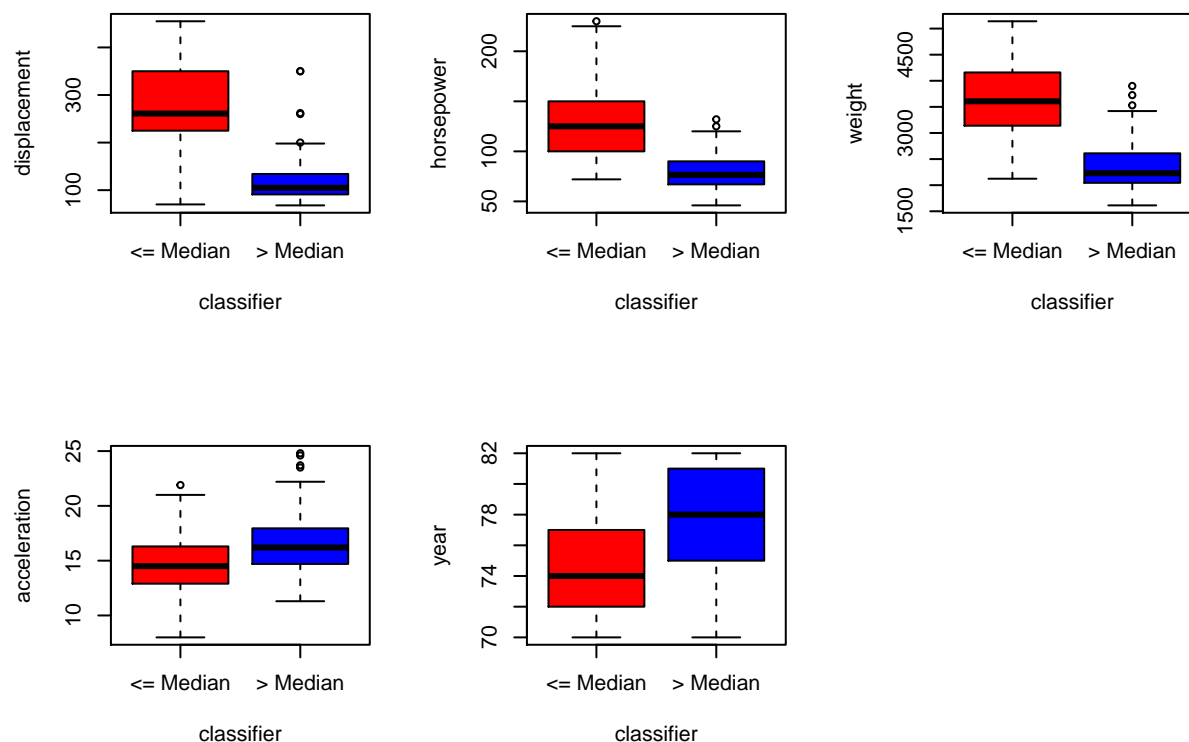 displacement
300
100
<= Median > Median
classifier
horsepower
200
100
50
<= Median > Median
classifier
weight
4500
3000
1500
<= Median > Median
classifier
acceleration
25
20
15
10
<= Median > Median
classifier
year
82
78
74
70
<= Median > Median
classifier